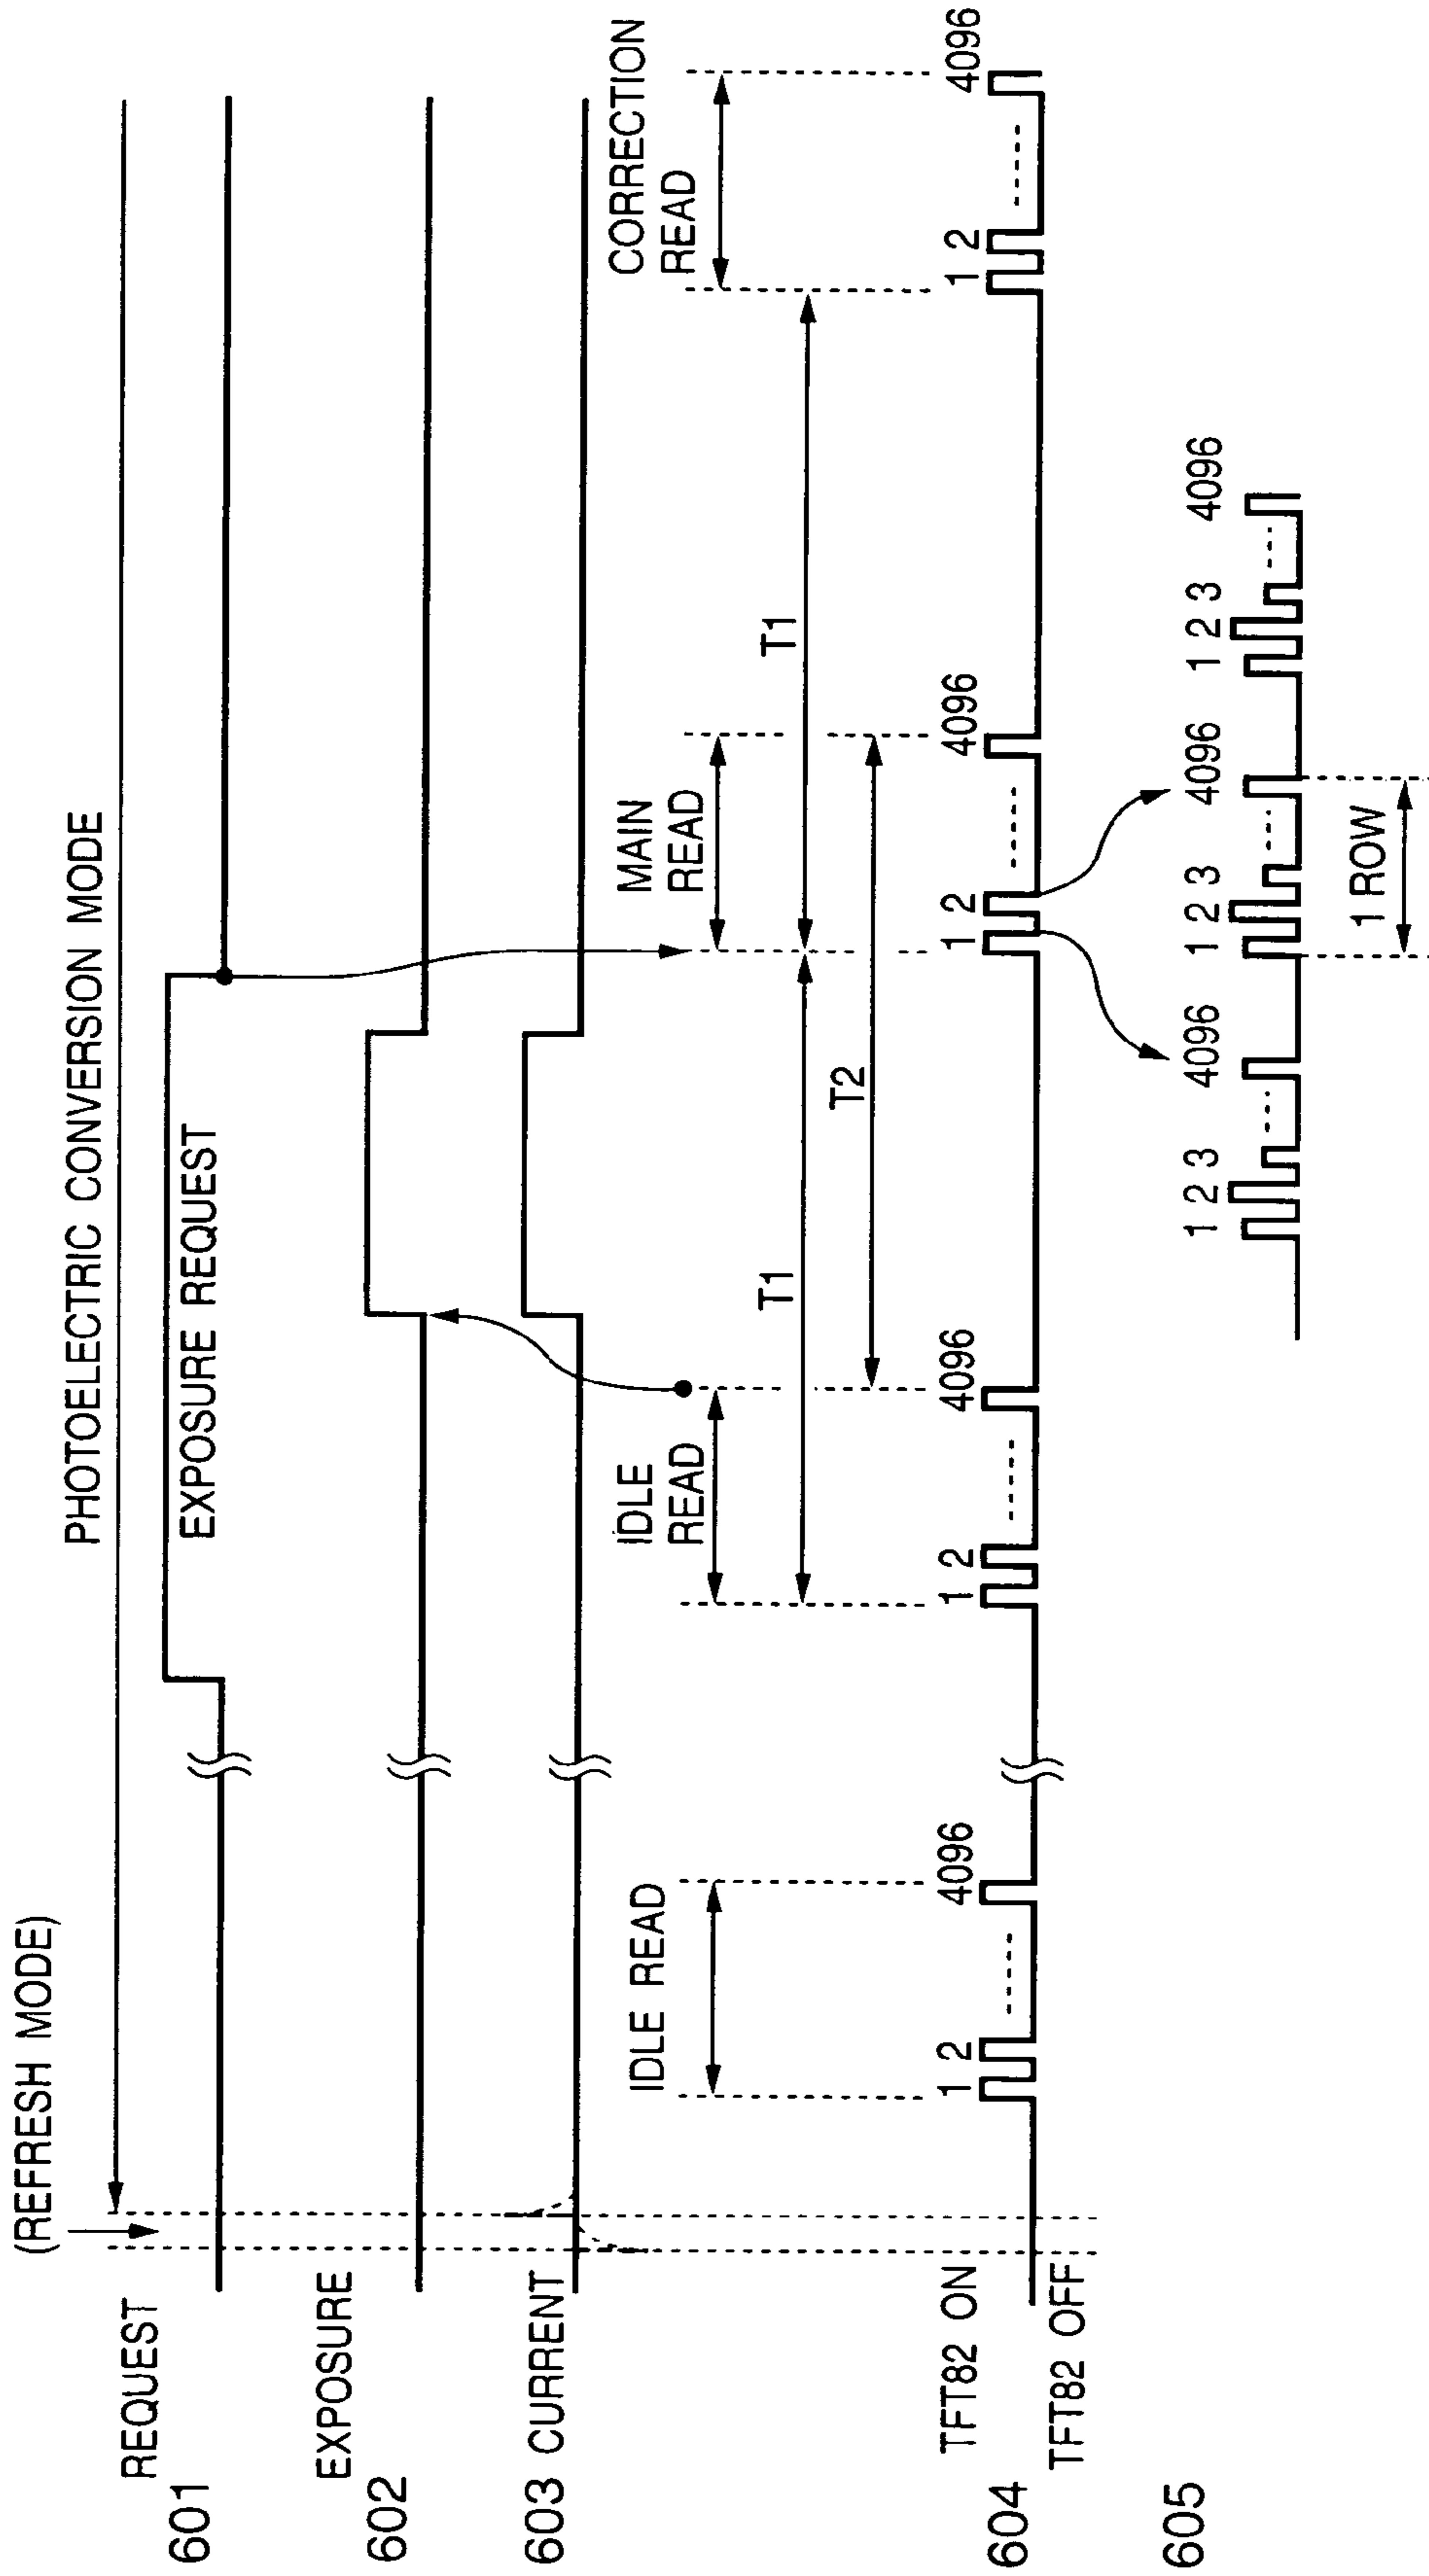 (REFRESH MODE)
PHOTOELECTRIC CONVERSION MODE
REQUEST
601
EXPOSURE REQUEST
EXPOSURE
602
603 CURRENT
IDLE READ
IDLE
READ
MAIN
READ
CORRECTION
READ
T1
T1
T2
TFT82 ON
1 2
4096
1 2
4096
1 2
4096
1 2
4096
604
TFT82 OFF
605
1 2 3
4096
1 2 3
4096
1 2 3
4096
1 ROW